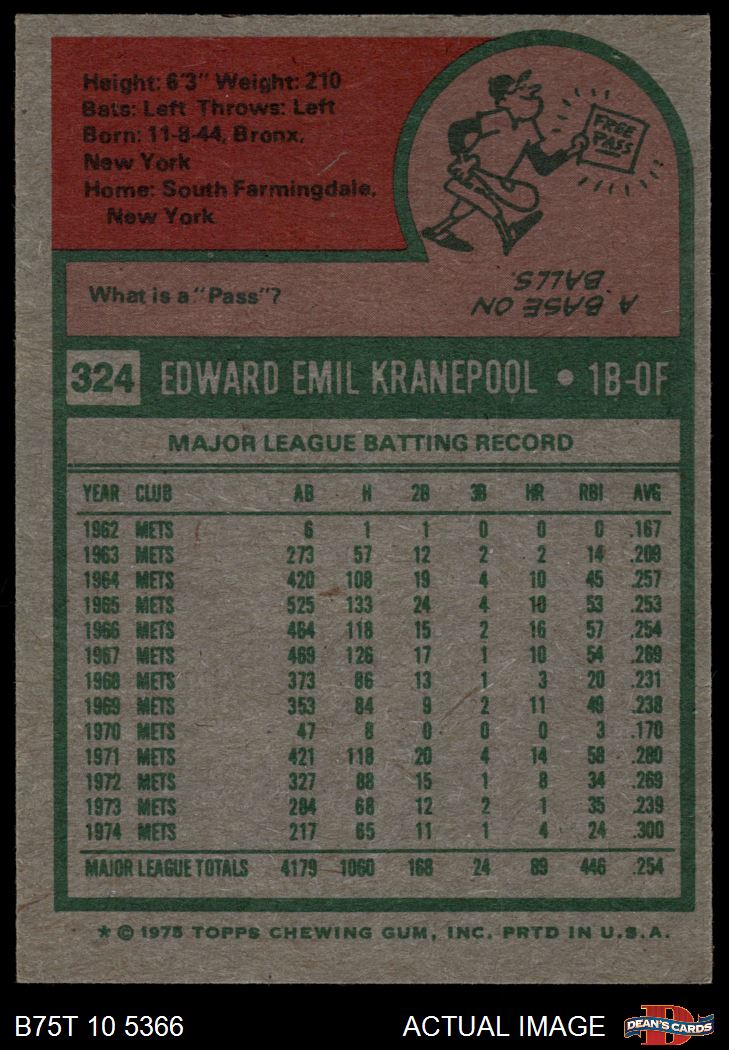 Height: 6'3" Weight: 210
Bats: Left Throws: Left
Born: 11-8-44, Bronx,
New York
Home: South Farmingdale,
New York
FREE
PASS
What is a "Pass"?
A BASE ON
BALLS.
324 EDWARD EMIL KRANEPOOL • 1B-OF
MAJOR LEAGUE BATTING RECORD
YEAR CLUB AB H 2B 3B HR RBI AVG
1962 METS 6 1 1 0 0 0 .167
1963 METS 273 57 12 2 2 14 .209
1964 METS 420 108 19 4 10 45 .257
1965 METS 525 133 24 4 10 53 .253
1966 METS 464 118 15 2 16 57 .254
1967 METS 469 126 17 1 10 54 .269
1968 METS 373 86 13 1 3 20 .231
1969 METS 353 84 9 2 11 49 .238
1970 METS 47 8 0 0 0 3 .170
1971 METS 421 118 20 4 14 58 .280
1972 METS 327 88 15 1 8 34 .269
1973 METS 284 68 12 2 1 35 .239
1974 METS 217 65 11 1 4 24 .300
MAJOR LEAGUE TOTALS 4179 1060 168 24 89 446 .254
* © 1975 TOPPS CHEWING GUM, INC. PRTD IN U.S.A.
B75T 10 5366 ACTUAL IMAGE
DEAN'S CARDS